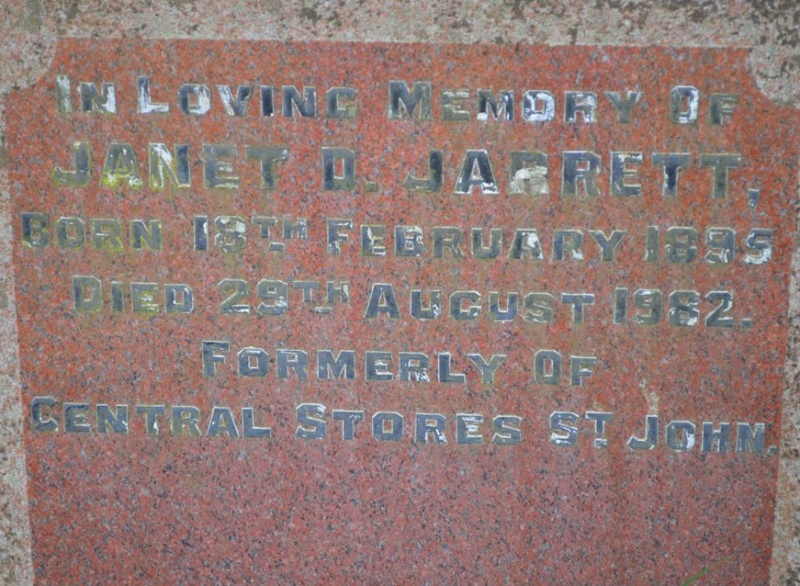 IN LOVING MEMORY OF
JANET D. JARRETT,
BORN 18TH FEBRUARY 1895
DIED 29TH AUGUST 1982.
FORMERLY OF
CENTRAL STORES ST. JOHN.